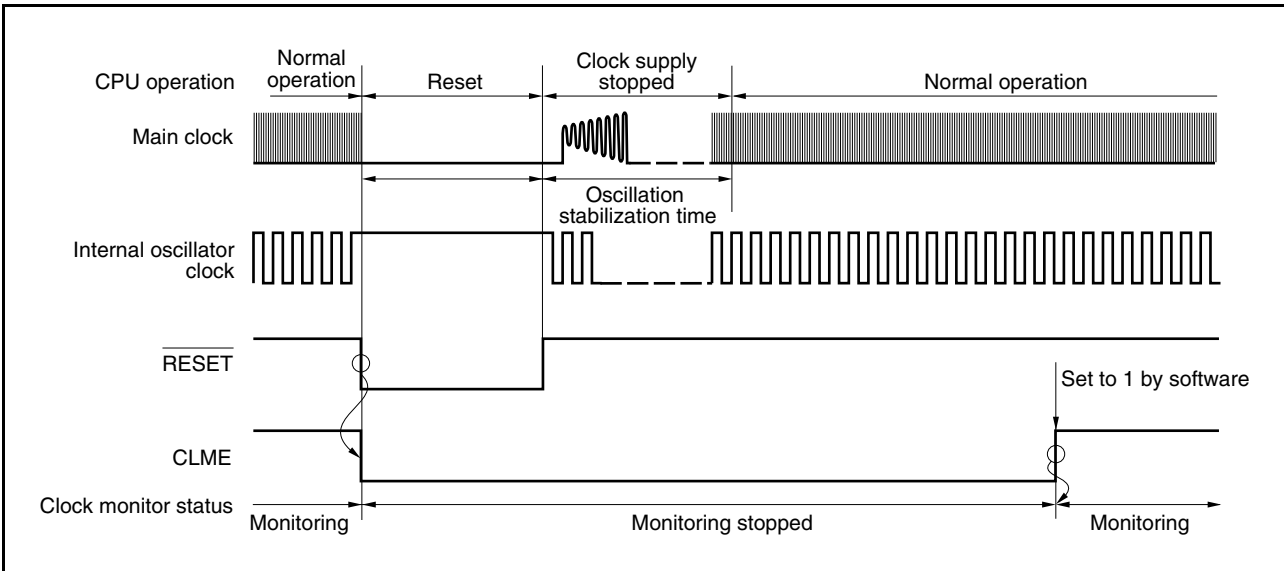 CPU operation
Normal
operation
Reset
Clock supply
stopped
Normal operation
Main clock
Oscillation
stabilization time
Internal oscillator
clock
RESET
Set to 1 by software
CLME
Clock monitor status
Monitoring
Monitoring stopped
Monitoring